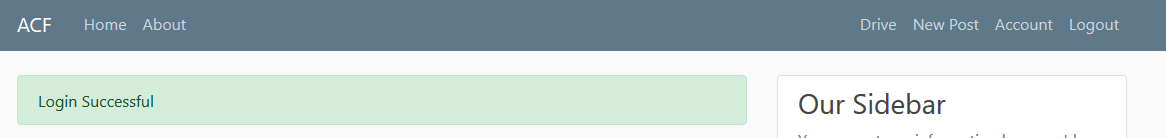 ACF Home About Drive New Post Account Logout
Login Successful
Our Sidebar